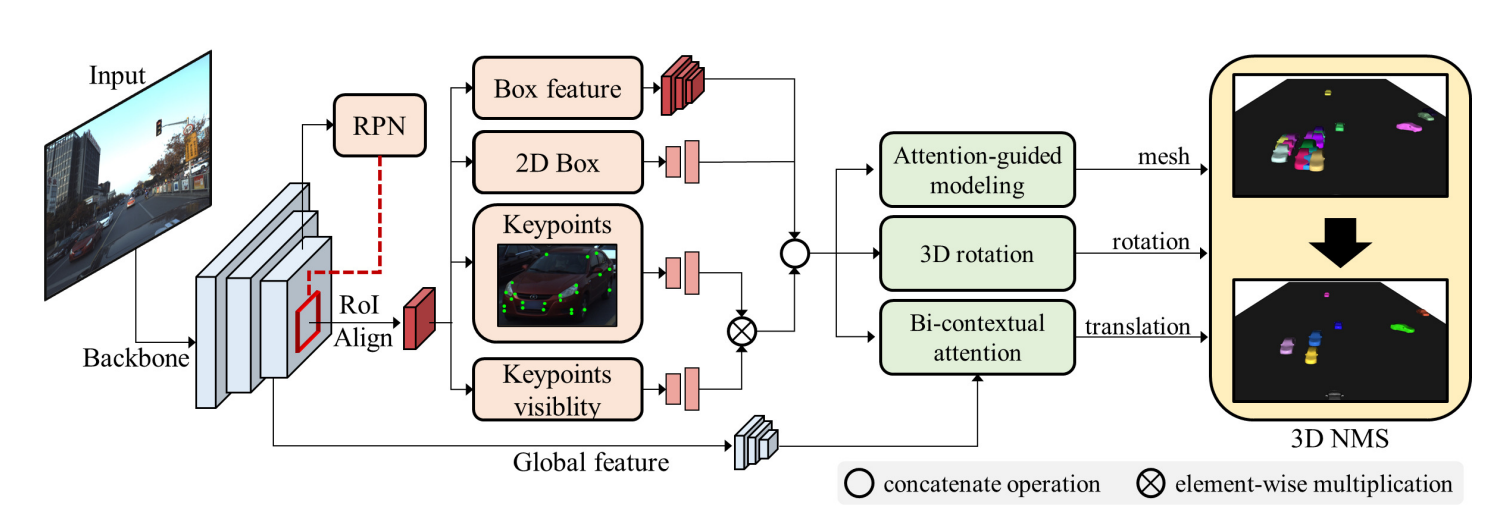 Input
Backbone
RPN
RoI
Align
Box feature
2D Box
Keypoints
Keypoints
visiblity
Global feature
Attention-guided
modeling
3D rotation
Bi-contextual
attention
mesh
rotation
translation
3D NMS
concatenate operation
element-wise multiplication